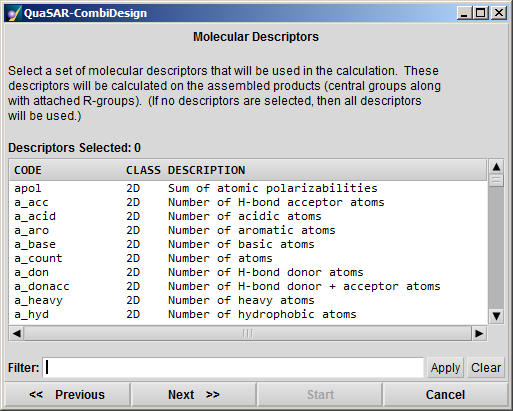 QuaSAR-CombiDesign
Molecular Descriptors
Select a set of molecular descriptors that will be used in the calculation.  These
descriptors will be calculated on the assembled products (central groups along
with attached R-groups).  (If no descriptors are selected, then all descriptors
will be used.)
Descriptors Selected: 0
CODE CLASS DESCRIPTION
apol 2D Sum of atomic polarizabilities
a_acc 2D Number of H-bond acceptor atoms
a_acid 2D Number of acidic atoms
a_aro 2D Number of aromatic atoms
a_base 2D Number of basic atoms
a_count 2D Number of atoms
a_don 2D Number of H-bond donor atoms
a_donacc 2D Number of H-bond donor + acceptor atoms
a_heavy 2D Number of heavy atoms
a_hyd 2D Number of hydrophobic atoms
Filter: Apply Clear
<< Previous Next >> Start Cancel